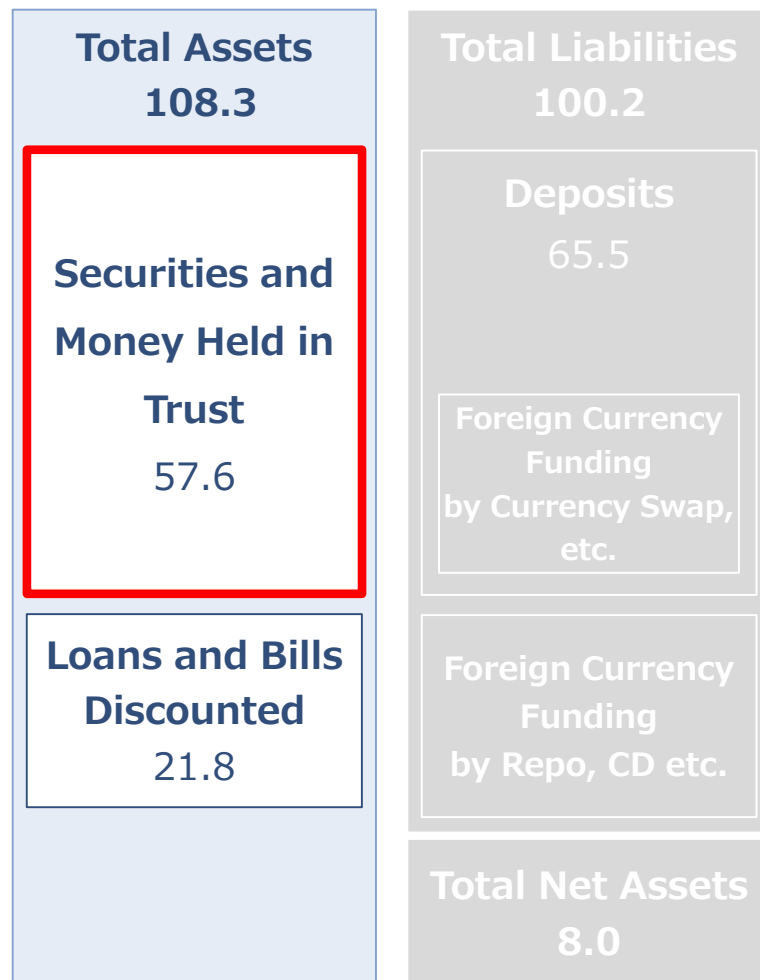 Total Assets
108.3
Securities and
Money Held in
Trust
57.6
Loans and Bills
Discounted
21.8
Total Liabilities
100.2
Deposits
65.5
Foreign Currency
Funding
by Currency Swap,
etc.
Foreign Currency
Funding
by Repo, CD etc.
Total Net Assets
8.0